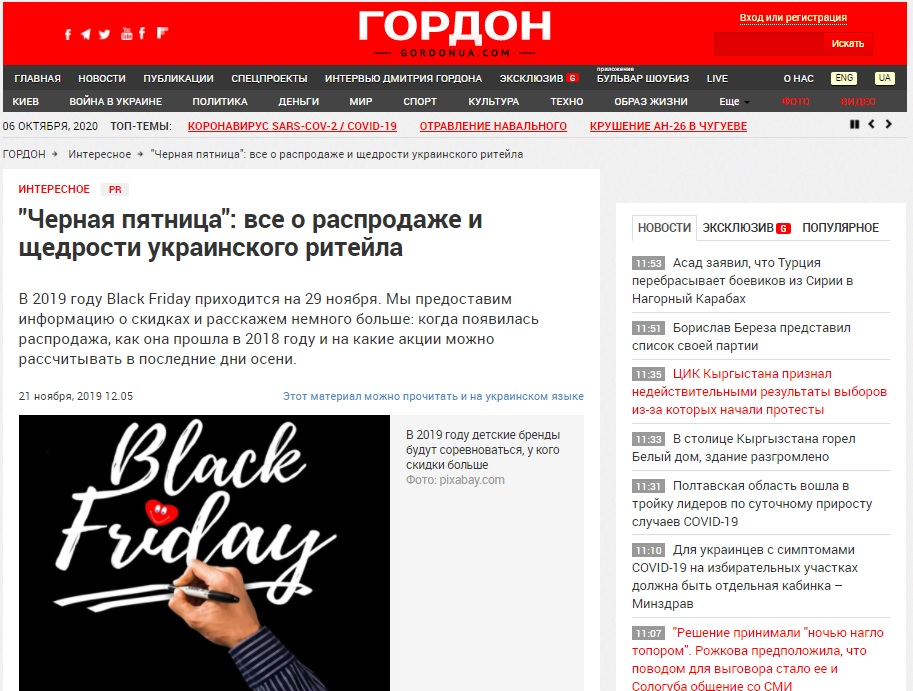 ГОРДОН
GORDONUA.COM
Вход или регистрация
Искать
ГЛАВНАЯ НОВОСТИ ПУБЛИКАЦИИ СПЕЦПРОЕКТЫ ИНТЕРВЬЮ ДМИТРИЯ ГОРДОНА ЭКСКЛЮЗИВ G приложение БУЛЬВАР ШОУБИЗ LIVE О НАС ENG UA
КИЕВ ВОЙНА В УКРАИНЕ ПОЛИТИКА ДЕНЬГИ МИР СПОРТ КУЛЬТУРА ТЕХНО ОБРАЗ ЖИЗНИ Еще ФОТО ВИДЕО
06 ОКТЯБРЯ, 2020 ТОП-ТЕМЫ: КОРОНАВИРУС SARS-COV-2 / COVID-19 ОТРАВЛЕНИЕ НАВАЛЬНОГО КРУШЕНИЕ АН-26 В ЧУГУЕВЕ
ГОРДОН Интересное "Черная пятница": все о распродаже и щедрости украинского ритейла
ИНТЕРЕСНОЕ PR
"Черная пятница": все о распродаже и
щедрости украинского ритейла
В 2019 году Black Friday приходится на 29 ноября. Мы предоставим
информацию о скидках и расскажем немного больше: когда появилась
распродажа, как она прошла в 2018 году и на какие акции можно
рассчитывать в последние дни осени.
21 ноября, 2019 12.05 Этот материал можно прочитать и на украинском языке
Black
Friday
В 2019 году детские бренды
будут соревноваться, у кого
скидки больше
Фото: pixabay.com
НОВОСТИ ЭКСКЛЮЗИВ G ПОПУЛЯРНОЕ
11:53 Асад заявил, что Турция
перебрасывает боевиков из Сирии в
Нагорный Карабах
11:51 Борислав Береза представил
список своей партии
11:35 ЦИК Кыргызстана признал
недействительными результаты выборов
из-за которых начали протесты
11:33 В столице Кыргызстана горел
Белый дом, здание разгромлено
11:31 Полтавская область вошла в
тройку лидеров по суточному приросту
случаев COVID-19
11:10 Для украинцев с симптомами
COVID-19 на избирательных участках
должна быть отдельная кабинка –
Минздрав
11:07 "Решение принимали "ночью нагло
топором". Рожкова предположила, что
поводом для выговора стало ее и
Сологуба общение со СМИ